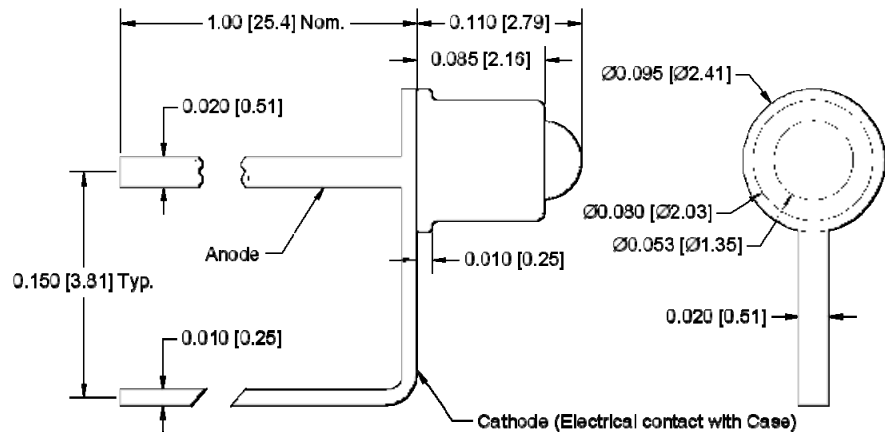 1.00 [25.4] Nom.
0.110 [2.79]
0.085 [2.16]
Ø0.095 [Ø2.41]
0.020 [0.51]
Ø0.080 [Ø2.03]
Ø0.053 [Ø1.35]
Anode
0.010 [0.25]
0.150 [3.81] Typ.
0.020 [0.51]
0.010 [0.25]
Cathode (Electrical contact with Case)